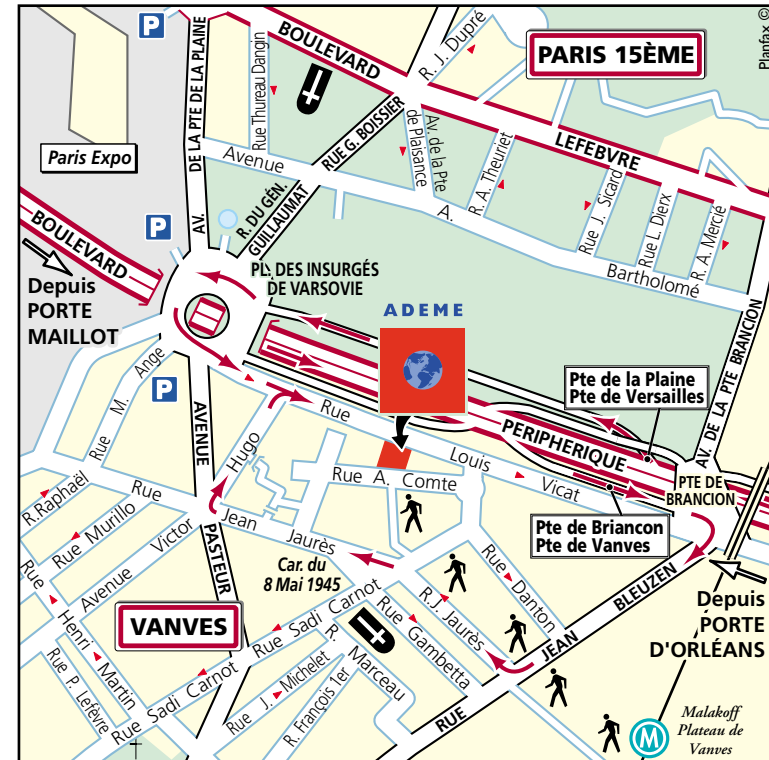 P
BOULEVARD
R. J. Dupré
PARIS 15ÈME
Planfax ©
AV. DE LA PTE DE LA PLAINE
Rue Thureau Dangin
RUE G. BOISSIER
Av. de la Pte
de Plaisance
R. A. Theuriet
LEFEBVRE
Paris Expo
Avenue
A.
Bartholomé
Rue J. Sicard
Rue L. Dierx
R. A. Mercié
R. DU GÉN.
GUILLAUMAT
P
BOULEVARD
Depuis
PORTE
MAILLOT
PL. DES INSURGÉS
DE VARSOVIE
ADEME
AV. DE LA PTE BRANCION
Pte de la Plaine
Pte de Versailles
PERIPHERIQUE
Rue M. Ange
P
AVENUE
PASTEUR
Rue
Louis
Vicat
PTE DE
BRANCION
Rue A. Comte
Pte de Briancon
Pte de Vanves
R.Raphaël
Rue Murillo
Rue
Jean
Jaurès
Avenue Victor
Hugo
Car. du
8 Mai 1945
Rue Danton
RUE
JEAN
BLEUZEN
Depuis
PORTE
D'ORLÉANS
VANVES
Rue Henri Martin
Rue P. Lefèvre
Rue Sadi Carnot
Rue Sadi Carnot
R.J. Jaurès
Rue Gambetta
R. Marceau
Rue J. Michelet
R. François 1er
M
Malakoff
Plateau de
Vanves